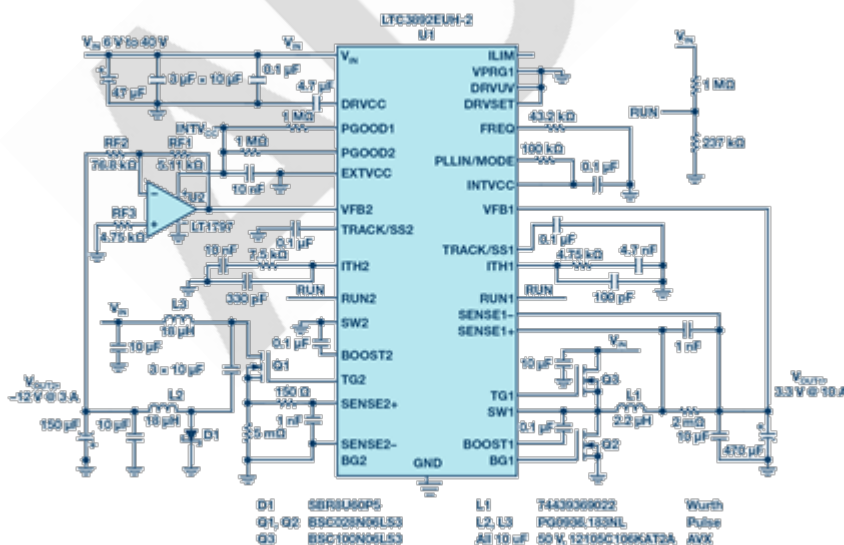 LTC3892EUH-2
U1
VIN 6 V to 40 V
VIN
47 µF
3 µF × 10 µF
0.1 µF
4.7 µF
INTVCC
1 MΩ
1 MΩ
RF2
76.8 kΩ
RF1
5.11 kΩ
10 nF
U2
LT1797
RF3
4.75 kΩ
0.1 µF
10 nF
7.5 kΩ
330 pF
RUN
VIN
L3
18 µH
10 µF
0.1 µF
3 × 10 µF
Q1
VOUT2
–12 V @ 3 A
L2
18 µH
150 µF
10 µF
D1
150 Ω
1 nF
5 mΩ
VIN
DRVCC
PGOOD1
PGOOD2
EXTVCC
VFB2
TRACK/SS2
ITH2
RUN2
SW2
BOOST2
TG2
SENSE2+
SENSE2–
BG2
GND
ILIM
VPRG1
DRVUV
DRVSET
FREQ
PLLIN/MODE
INTVCC
VFB1
TRACK/SS1
ITH1
RUN1
SENSE1–
SENSE1+
TG1
SW1
BOOST1
BG1
43.2 kΩ
100 kΩ
0.1 µF
VIN
1 MΩ
RUN
237 kΩ
0.1 µF
4.75 kΩ
4.7 nF
100 pF
RUN
1 nF
VIN
10 µF
Q3
L1
2.2 µH
2 mΩ
VOUT1
3.3 V @ 10 A
0.1 µF
Q2
10 µF
470 µF
D1 SBR8U60P5
Q1, Q2 BSC028N06LS3
Q3 BSC100N06LS3
L1 74439369022 Wurth
L2, L3 PG0936.183NL Pulse
All 10 µF 50 V, 12105C106KAT2A AVX